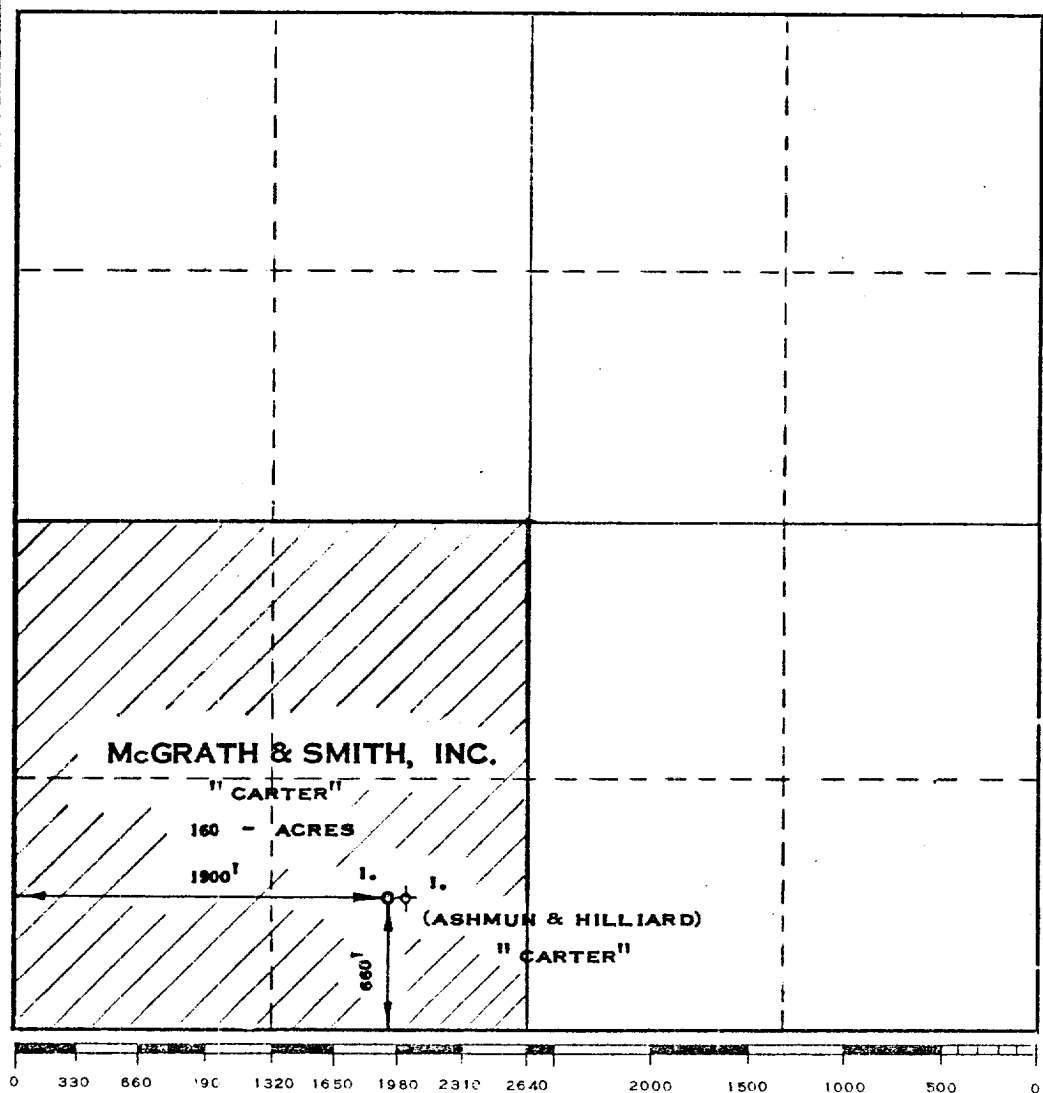 McGRATH & SMITH, INC.
"CARTER"
160 - ACRES
1900'
1. 1.
(ASHMUN & HILLIARD)
"CARTER"
660'
0 330 660 990 1320 1650 1980 2310 2640 2000 1500 1000 500 0